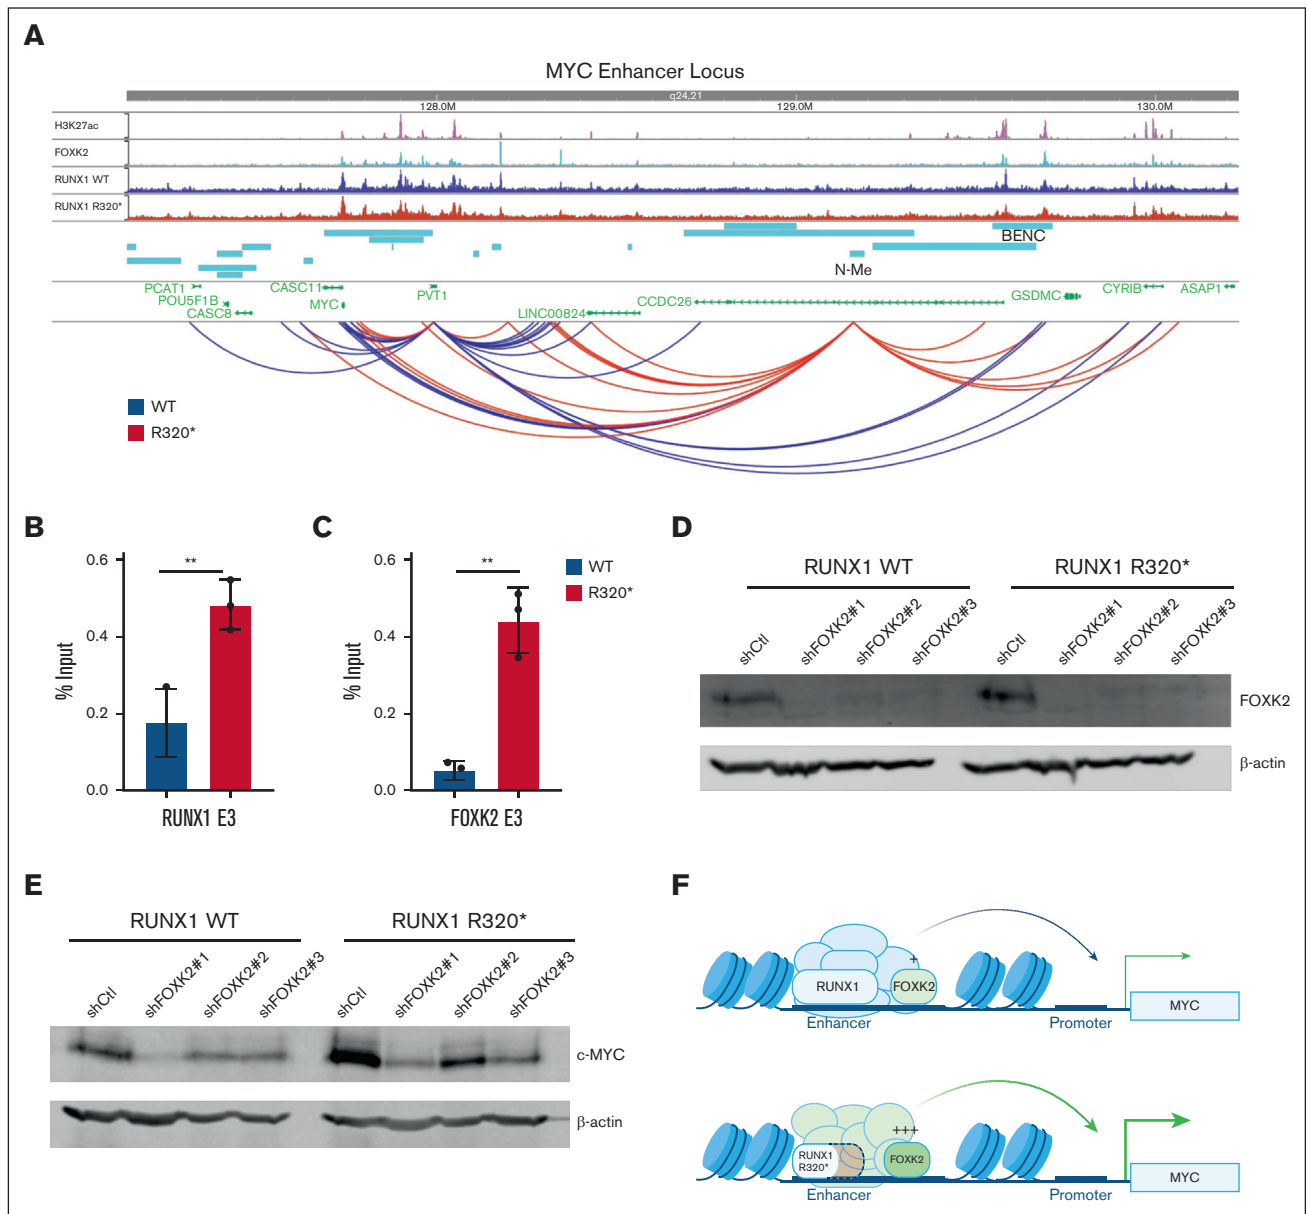 A
MYC Enhancer Locus
q24.21
128.0M 129.0M 130.0M
H3K27ac
FOXK2
RUNX1 WT
RUNX1 R320*
BENC
N-Me
PCAT1 CASC11 PVT1 GSDMC CYRIB ASAP1
POU5F1B MYC CCDC26
CASC8 LINC00824
WT
R320*
B
% Input
0.6
0.4
0.2
0.0
**
RUNX1 E3
C
% Input
0.6
0.4
0.2
0.0
**
FOXK2 E3
WT
R320*
D
RUNX1 WT RUNX1 R320*
shCtl shFOXK2#1 shFOXK2#2 shFOXK2#3 shCtl shFOXK2#1 shFOXK2#2 shFOXK2#3
FOXK2
β-actin
E
RUNX1 WT RUNX1 R320*
shCtl shFOXK2#1 shFOXK2#2 shFOXK2#3 shCtl shFOXK2#1 shFOXK2#2 shFOXK2#3
c-MYC
β-actin
F
+
RUNX1 FOXK2
MYC
Enhancer Promoter
+++
RUNX1
R320*
FOXK2
MYC
Enhancer Promoter